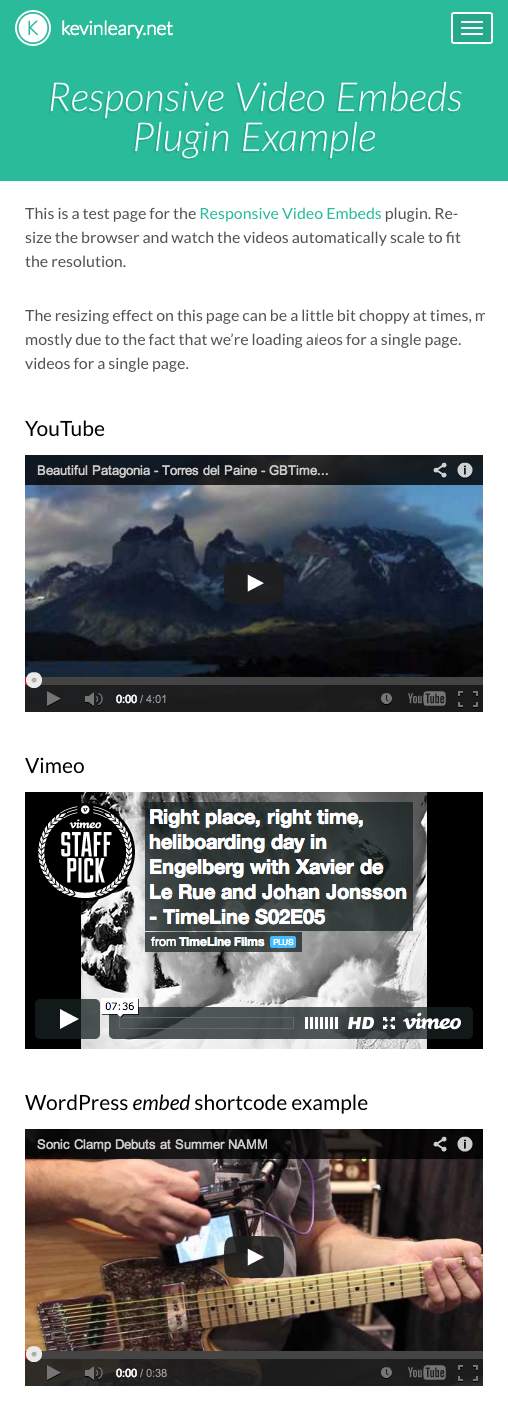 K kevinleary.net
Responsive Video Embeds
Plugin Example
This is a test page for the Responsive Video Embeds plugin. Re-
size the browser and watch the videos automatically scale to fit
the resolution.
The resizing effect on this page can be a little bit choppy at times, m
mostly due to the fact that we're loading aleos for a single page.
videos for a single page.
YouTube
Beautiful Patagonia - Torres del Paine - GBTime...
0:00 / 4:01
YouTube
Vimeo
vimeo
STAFF
PICK
Right place, right time,
heliboarding day in
Engelberg with Xavier de
Le Rue and Johan Jonsson
- TimeLine S02E05
from TimeLine Films PLUS
07:36
HD vimeo
WordPress embed shortcode example
Sonic Clamp Debuts at Summer NAMM
0:00 / 0:38
YouTube